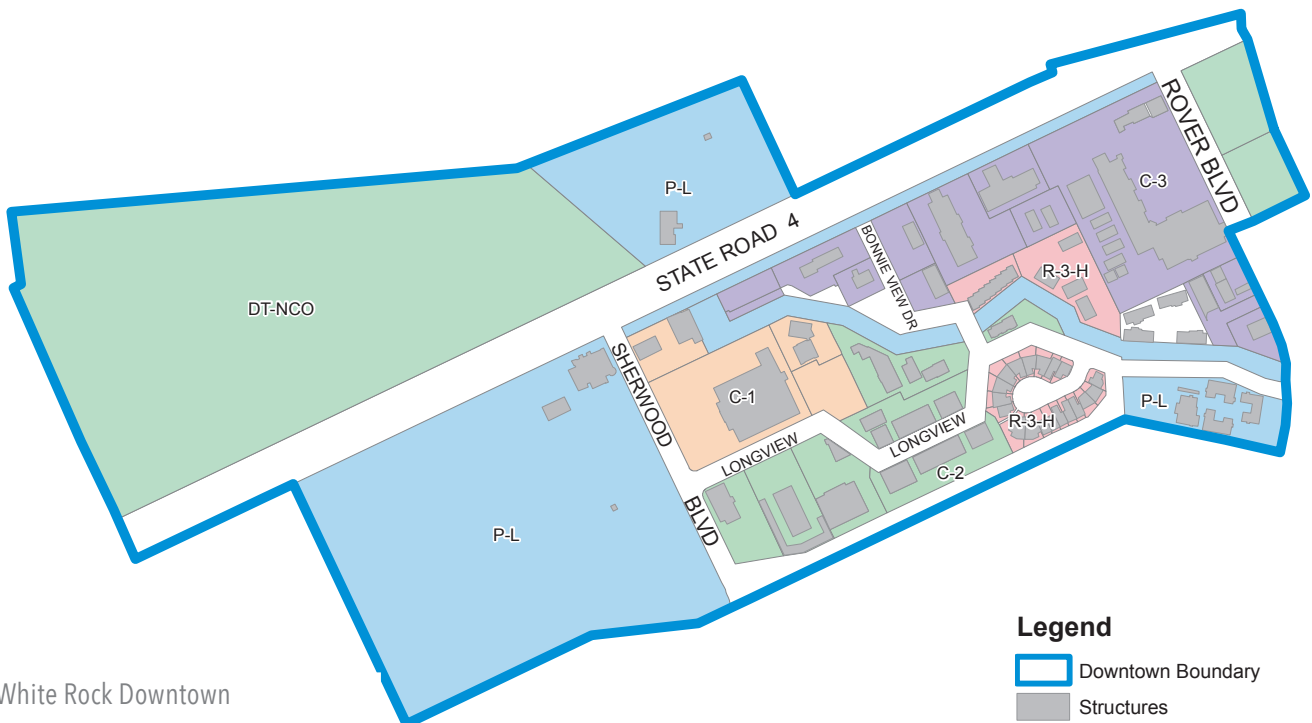 ROVER BLVD
P-L
C-3
STATE ROAD 4
BONNIE VIEW DR
R-3-H
DT-NCO
SHERWOOD
C-1
P-L
R-3-H
LONGVIEW
LONGVIEW
C-2
BLVD
P-L
Legend
Downtown Boundary
White Rock Downtown
Structures